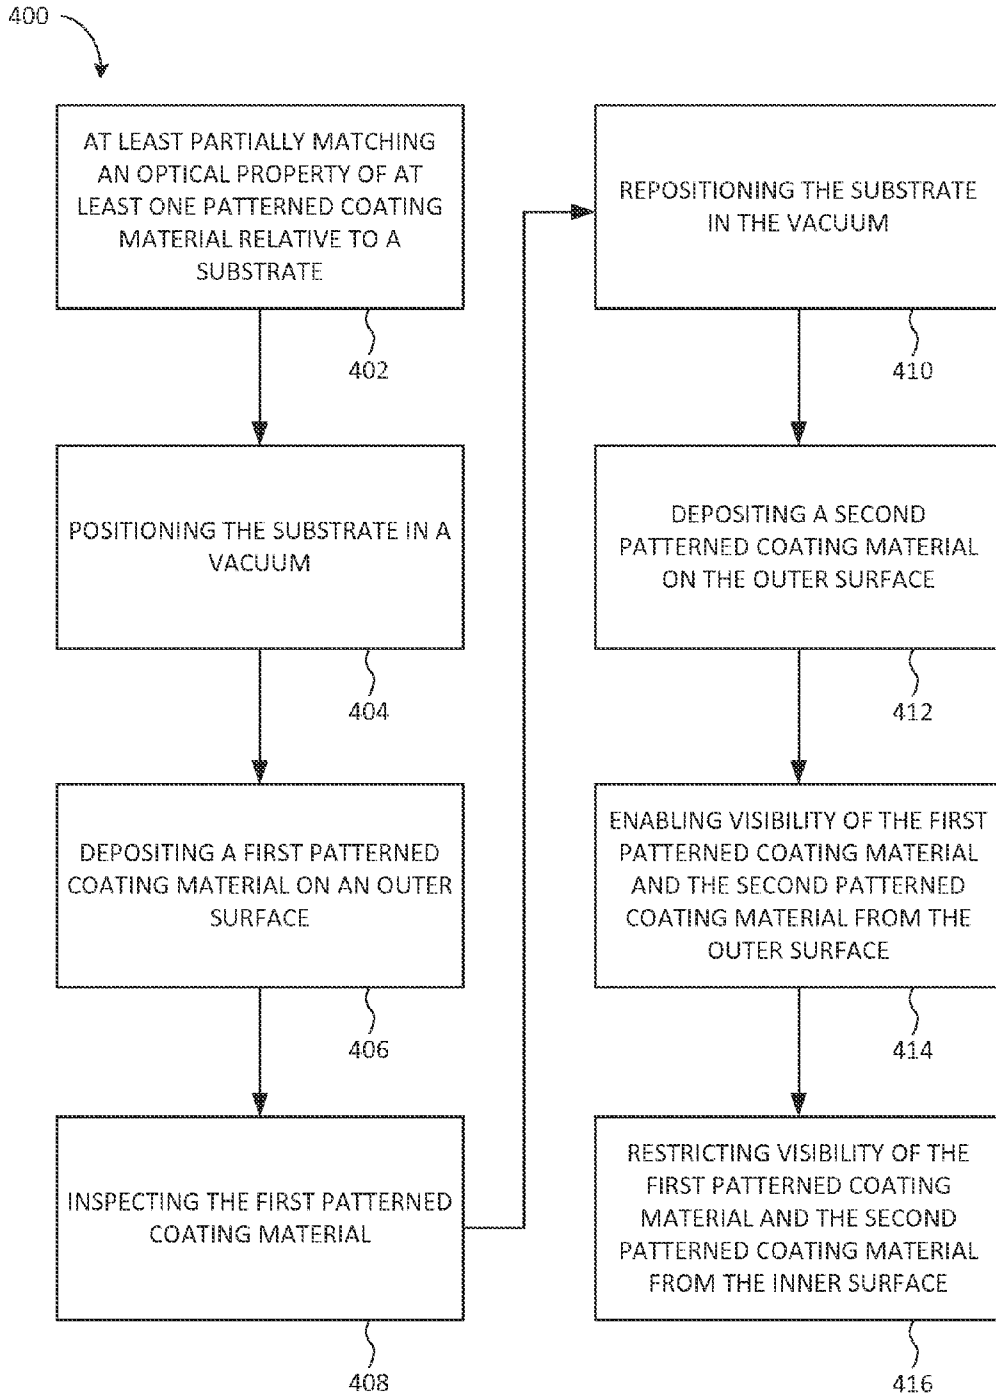 400
AT LEAST PARTIALLY MATCHING
AN OPTICAL PROPERTY OF AT
LEAST ONE PATTERNED COATING
MATERIAL RELATIVE TO A
SUBSTRATE
402
POSITIONING THE SUBSTRATE IN A
VACUUM
404
DEPOSITING A FIRST PATTERNED
COATING MATERIAL ON AN OUTER
SURFACE
406
INSPECTING THE FIRST PATTERNED
COATING MATERIAL
408
REPOSITIONING THE SUBSTRATE
IN THE VACUUM
410
DEPOSITING A SECOND
PATTERNED COATING MATERIAL
ON THE OUTER SURFACE
412
ENABLING VISIBILITY OF THE FIRST
PATTERNED COATING MATERIAL
AND THE SECOND PATTERNED
COATING MATERIAL FROM THE
OUTER SURFACE
414
RESTRICTING VISIBILITY OF THE
FIRST PATTERNED COATING
MATERIAL AND THE SECOND
PATTERNED COATING MATERIAL
FROM THE INNER SURFACE
416